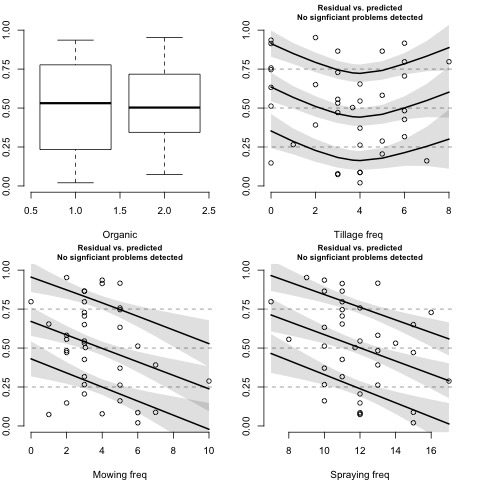 Residual vs. predicted
No signficiant problems detected
1.00
0.75
0.50
0.25
0.00
0.5 1.0 1.5 2.0 2.5
Organic
1.00
0.75
0.50
0.25
0.00
0 2 4 6 8
Tillage freq
Residual vs. predicted
No signficiant problems detected
1.00
0.75
0.50
0.25
0.00
0 2 4 6 8 10
Mowing freq
Residual vs. predicted
No signficiant problems detected
1.00
0.75
0.50
0.25
0.00
8 10 12 14 16
Spraying freq